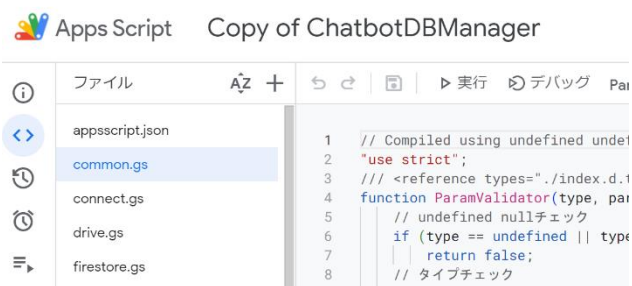 Apps Script Copy of ChatbotDBManager
ファイル
実行 デバッグ
appsscript.json
common.gs
connect.gs
drive.gs
firestore.gs
1 // Compiled using undefined
2 "use strict";
3 /// <reference types="./index.d.t
4 function ParamValidator(type,
5 // undefined nullチェック
6 if (type == undefined ||
7 return false;
8 // タイプチェック